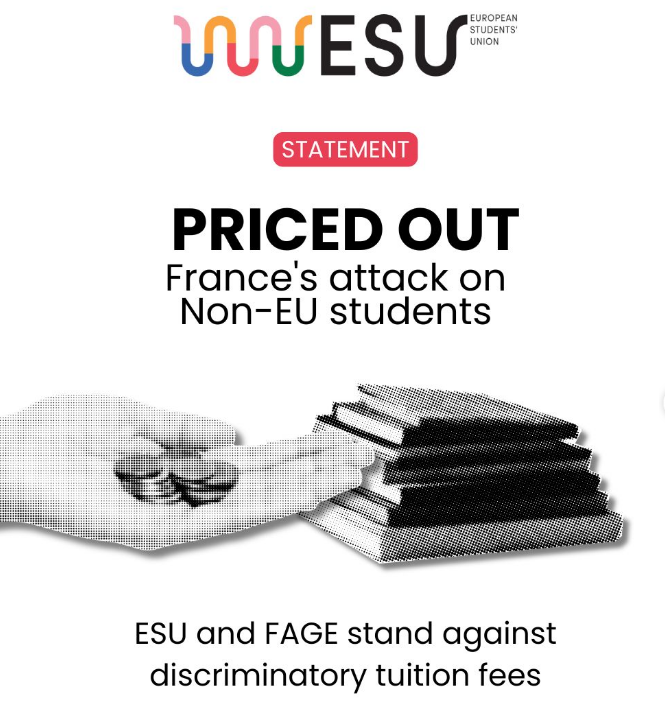 ESU
EUROPEAN
STUDENTS'
UNION
STATEMENT
PRICED OUT
France's attack on
Non-EU students
ESU and FAGE stand against
discriminatory tuition fees